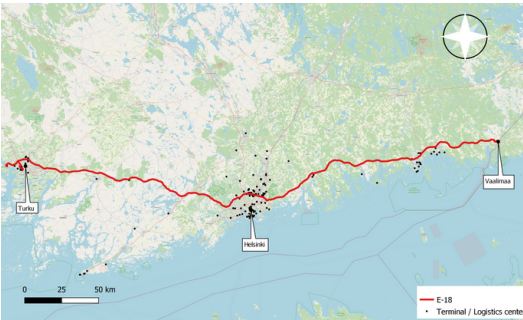 Vaalimaa
Turku
Helsinki
0 25 50 km
E-18
Terminal / Logistics cente